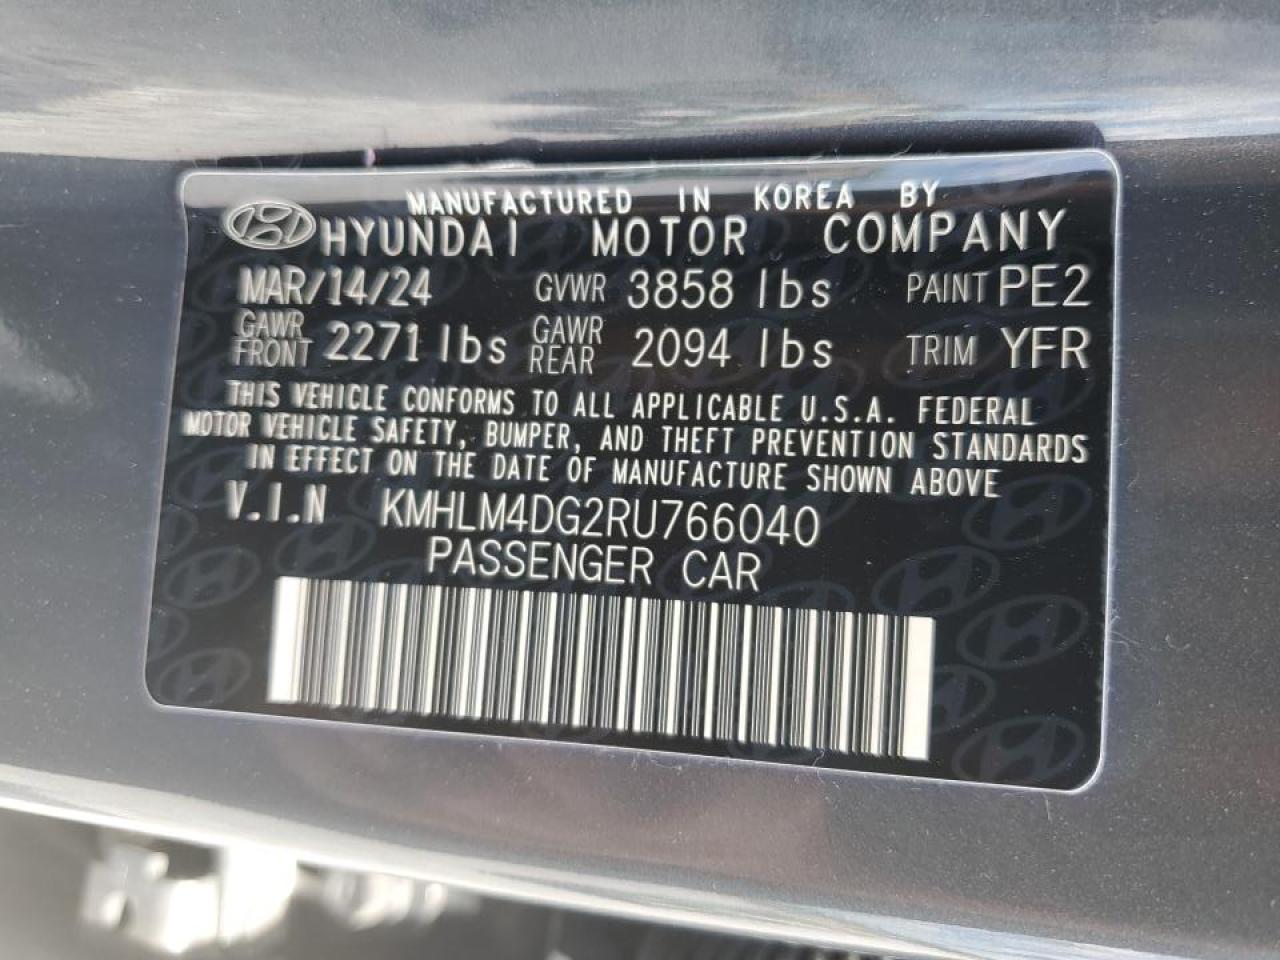 MANUFACTURED IN KOREA BY
HYUNDAI MOTOR COMPANY
MAR/14/24 GVWR 3858 lbs PAINT PE2
GAWR FRONT 2271 lbs GAWR REAR 2094 lbs TRIM YFR
THIS VEHICLE CONFORMS TO ALL APPLICABLE U.S.A. FEDERAL
MOTOR VEHICLE SAFETY, BUMPER, AND THEFT PREVENTION STANDARDS
IN EFFECT ON THE DATE OF MANUFACTURE SHOWN ABOVE
V.I.N KMHLM4DG2RU766040
PASSENGER CAR